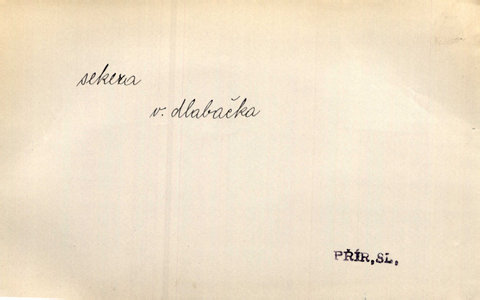 sekera
v. dlabačka
PŘÍR,SL,